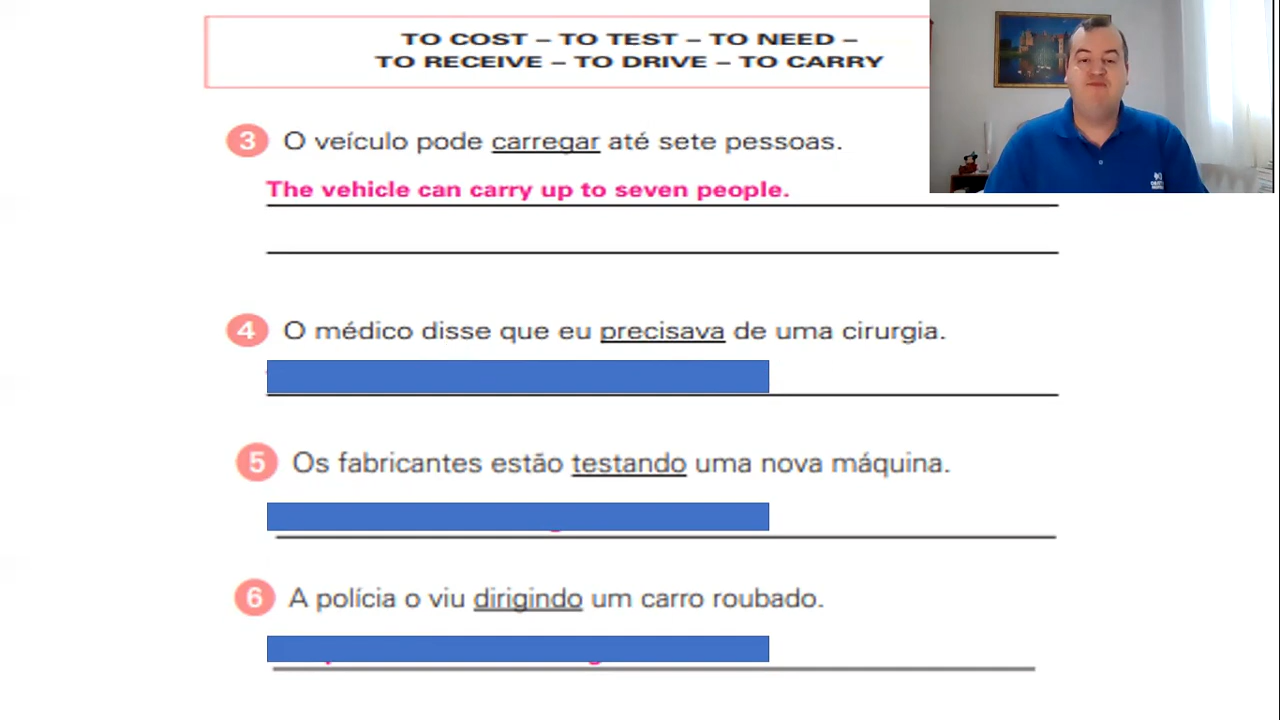 TO COST – TO TEST – TO NEED –
TO RECEIVE – TO DRIVE – TO CARRY
3 O veículo pode carregar até sete pessoas.
The vehicle can carry up to seven people.
4 O médico disse que eu precisava de uma cirurgia.
5 Os fabricantes estão testando uma nova máquina.
6 A polícia o viu dirigindo um carro roubado.